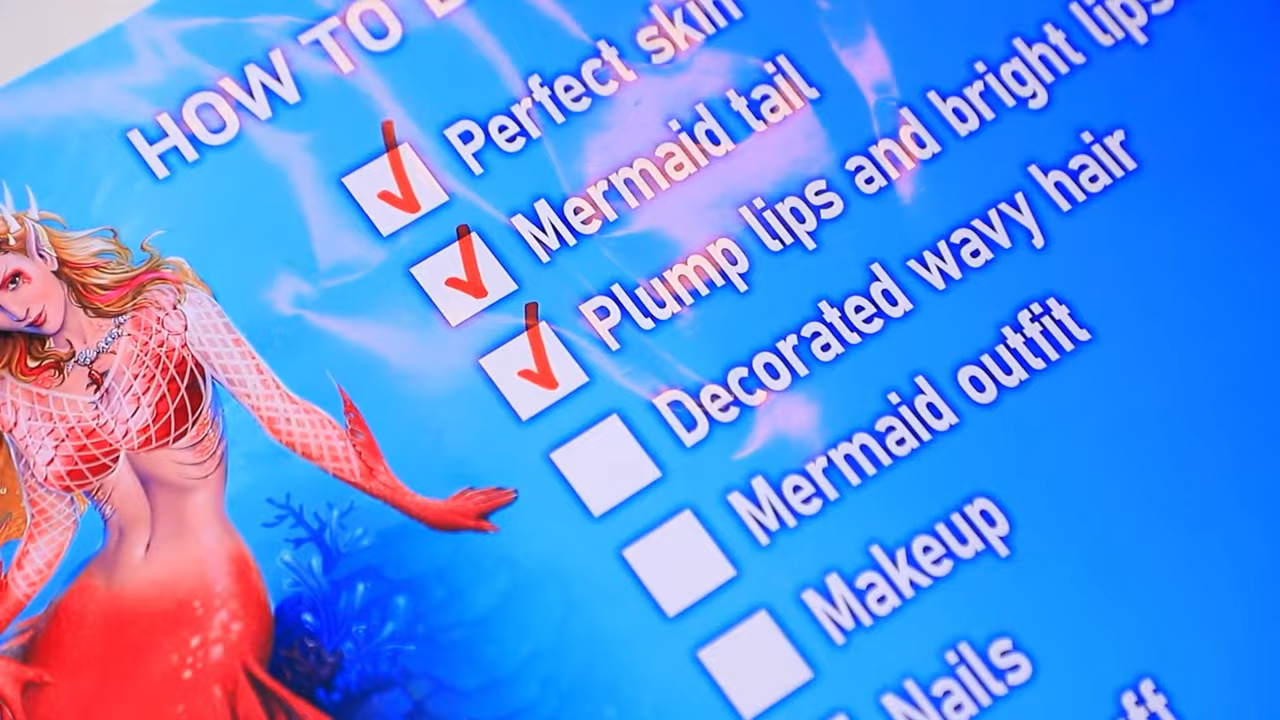 HOW TO
Perfect skin
Mermaid tail
Plump lips and bright lips
Decorated wavy hair
Mermaid outfit
Makeup
Nails